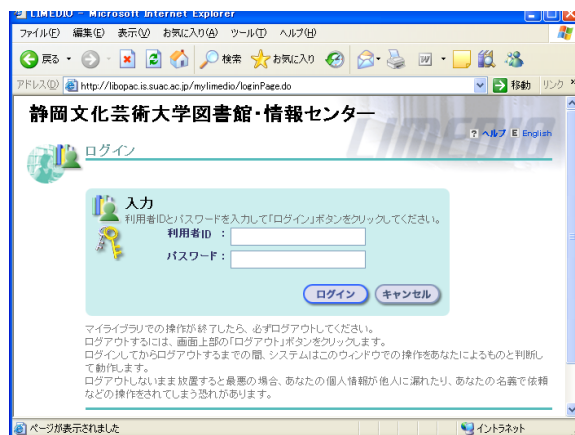 LIMEDIO - Microsoft Internet Explorer
ファイル(F) 編集(E) 表示(V) お気に入り(A) ツール(T) ヘルプ(H)
戻る 検索 お気に入り
アドレス(D) http://libopac.is.suac.ac.jp/mylimedio/loginPage.do 移動 リンク »
静岡文化芸術大学図書館・情報センター
LIMEDIO
? ヘルプ E English
ログイン
入力
利用者IDとパスワードを入力して「ログイン」ボタンをクリックしてください。
利用者ID :
パスワード :
ログイン キャンセル
マイライブラリでの操作が終了したら、必ずログアウトしてください。
ログアウトするには、画面上部の「ログアウト」ボタンをクリックします。
ログインしてからログアウトするまでの間、システムはこのウィンドウでの操作をあなたによるものと判断し
て動作します。
ログアウトしないまま放置すると最悪の場合、あなたの個人情報が他人に漏れたり、あなたの名義で依頼
などの操作をされてしまう恐れがあります。
ページが表示されました イントラネット